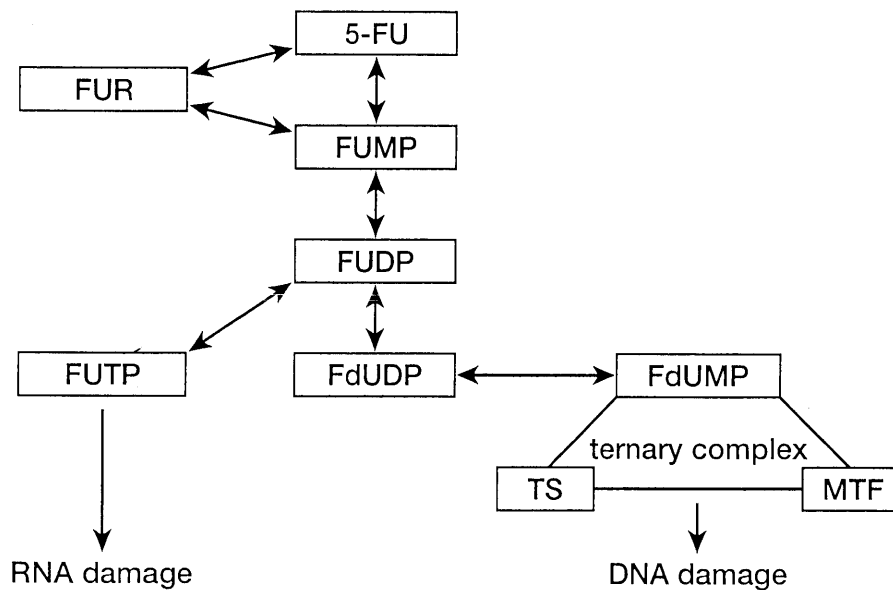 5-FU
FUR
FUMP
FUDP
FUTP
FdUDP
FdUMP
ternary complex
TS
MTF
RNA damage
DNA damage